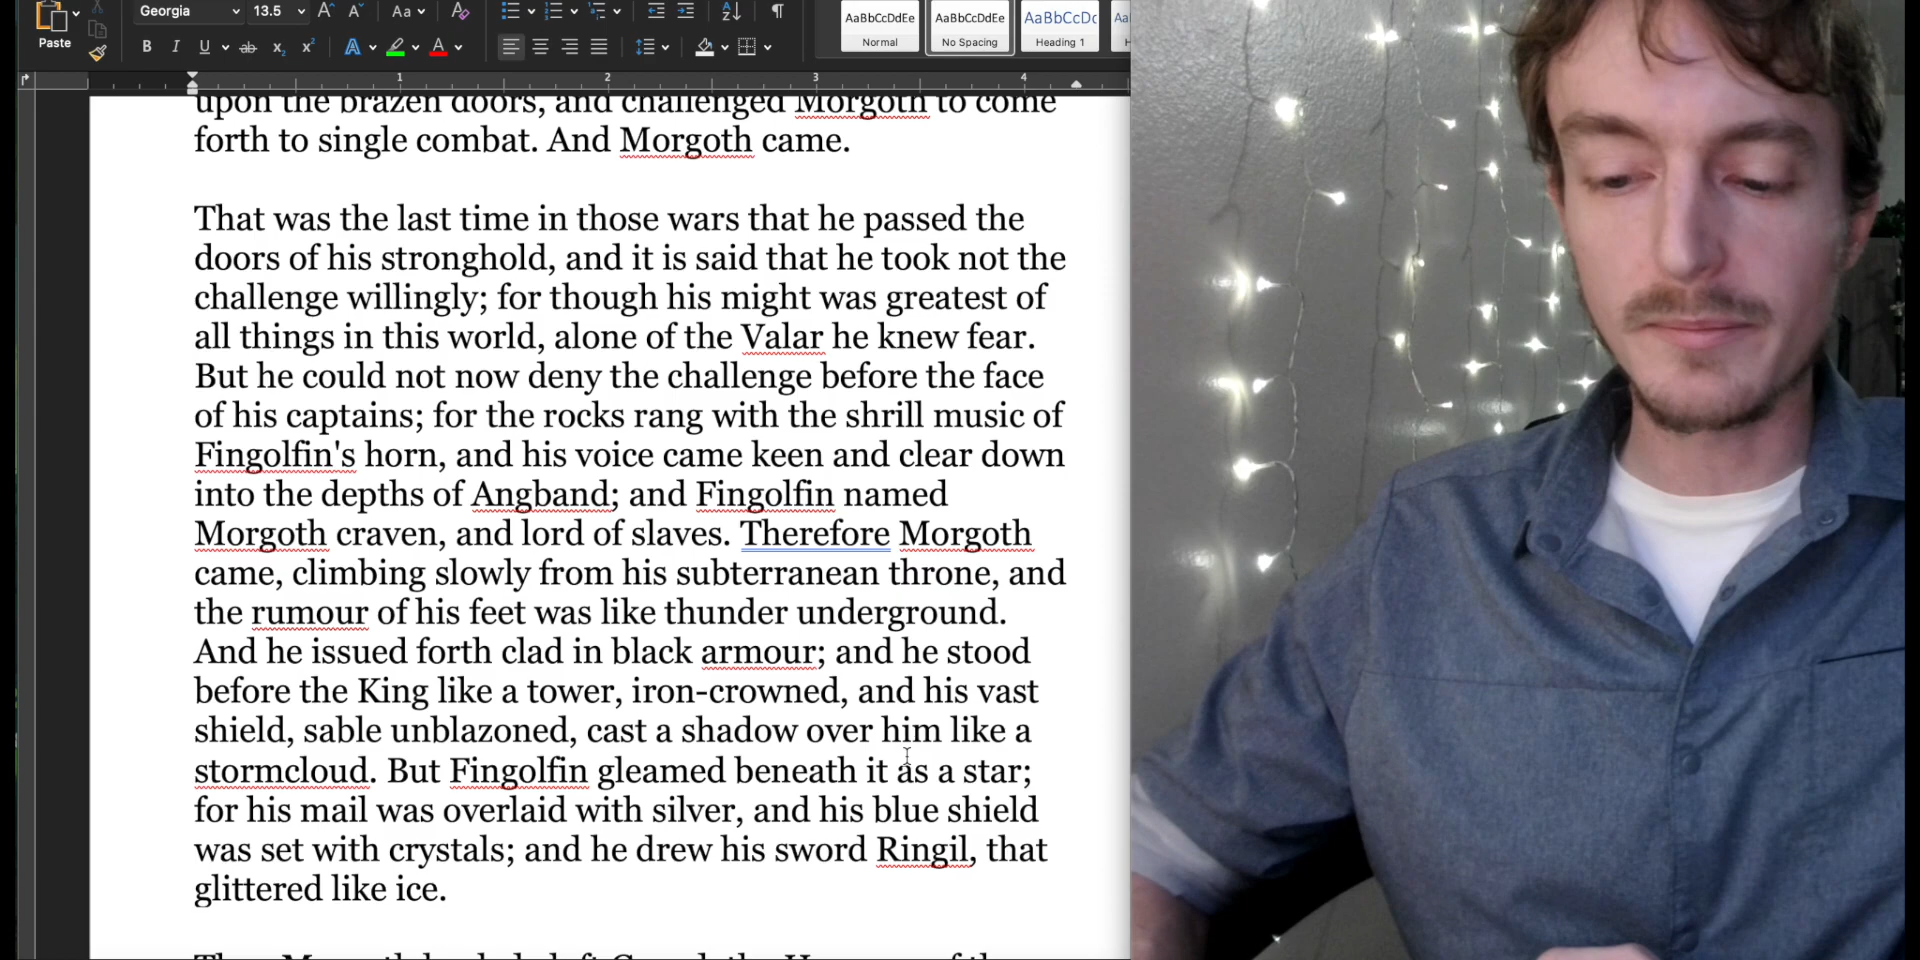 Georgia
13.5
Aa
Paste
B I U ab x₂ x²
A
A
AaBbCcDdEe
Normal
AaBbCcDdEe
No Spacing
AaBbCcDc
Heading 1
1 2 3 4
upon the brazen doors, and challenged Morgoth to come
forth to single combat. And Morgoth came.
That was the last time in those wars that he passed the
doors of his stronghold, and it is said that he took not the
challenge willingly; for though his might was greatest of
all things in this world, alone of the Valar he knew fear.
But he could not now deny the challenge before the face
of his captains; for the rocks rang with the shrill music of
Fingolfin's horn, and his voice came keen and clear down
into the depths of Angband; and Fingolfin named
Morgoth craven, and lord of slaves. Therefore Morgoth
came, climbing slowly from his subterranean throne, and
the rumour of his feet was like thunder underground.
And he issued forth clad in black armour; and he stood
before the King like a tower, iron-crowned, and his vast
shield, sable unblazoned, cast a shadow over him like a
stormcloud. But Fingolfin gleamed beneath it as a star;
for his mail was overlaid with silver, and his blue shield
was set with crystals; and he drew his sword Ringil, that
glittered like ice.